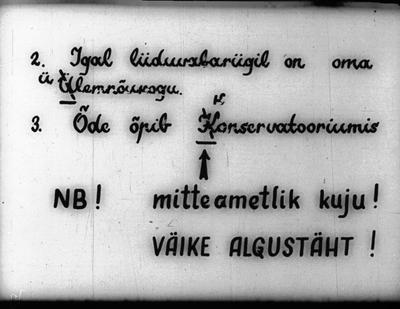 2. Igal liiduvabariigil on oma
ü Ülemnõukogu.
k
3. Õde õpib Konservatooriumis
NB! mitteametlik kuju!
VÄIKE ALGUSTÄHT!